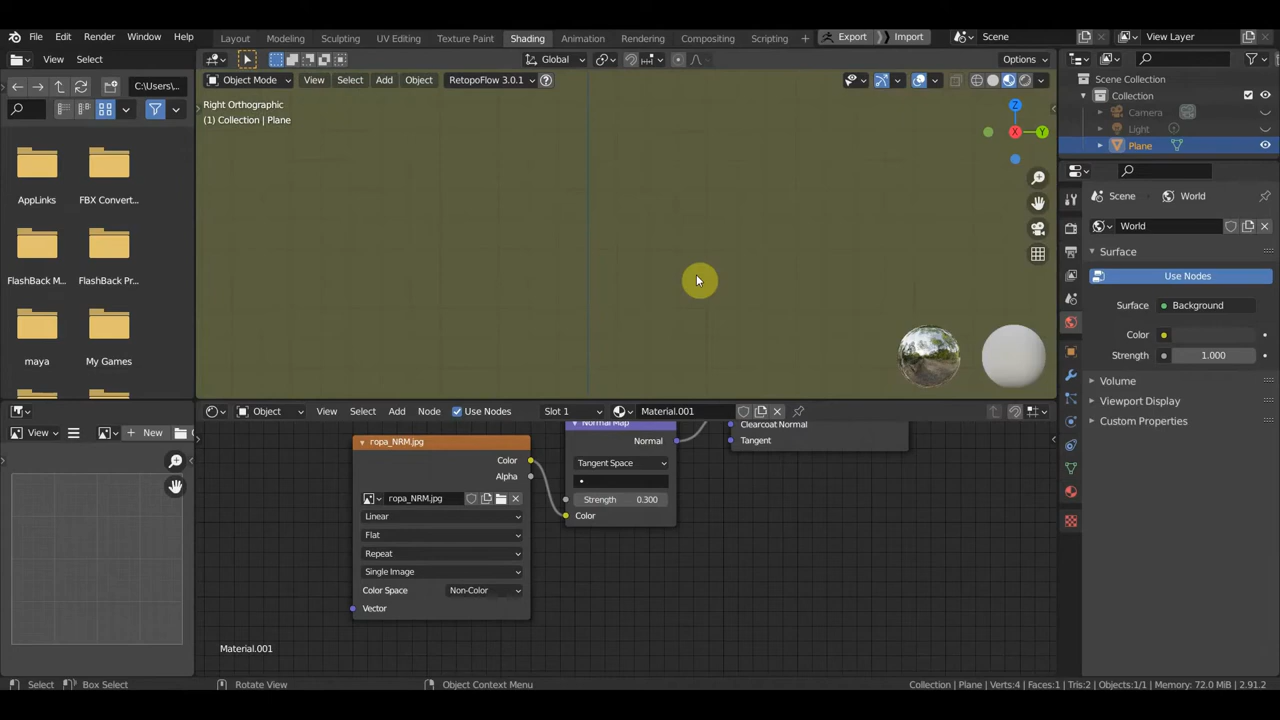 File Edit Render Window Help Layout Modeling Sculpting UV Editing Texture Paint Shading Animation Rendering Compositing Scripting + Export Import Scene View Layer
View Select Global Options
C:\Users\... Object Mode View Select Add Object RetopoFlow 3.0.1
Right Orthographic
(1) Collection | Plane
Scene Collection
Collection
Camera
Light
Plane
AppLinks
FBX Convert...
FlashBack M...
FlashBack Pr...
maya
My Games
Z
X
Y
Scene World
World
Surface
Use Nodes
Surface Background
Color
Strength 1.000
Volume
Viewport Display
Custom Properties
View + New
Object View Select Add Node Use Nodes Slot 1 Material.001
ropa_NRM.jpg
Color
Alpha
ropa_NRM.jpg
Linear
Flat
Repeat
Single Image
Color Space Non-Color
Vector
Normal Map
Normal
Tangent Space
Strength 0.300
Color
Clearcoat Normal
Tangent
Material.001
Select Box Select Rotate View Object Context Menu Collection | Plane | Verts:4 | Faces:1 | Tris:2 | Objects:1/1 | Memory: 72.0 MiB | 2.91.2